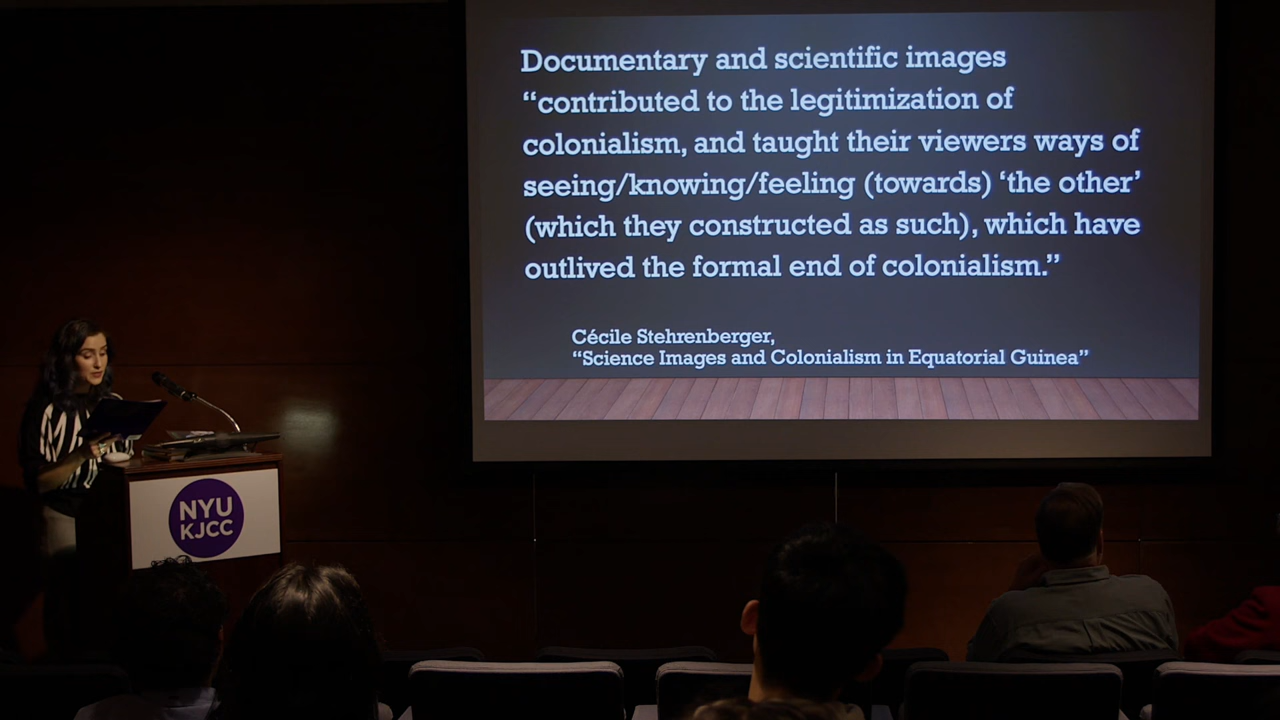 Documentary and scientific images
“contributed to the legitimization of
colonialism, and taught their viewers ways of
seeing/knowing/feeling (towards) ‘the other’
(which they constructed as such), which have
outlived the formal end of colonialism.”
Cécile Stehrenberger,
“Science Images and Colonialism in Equatorial Guinea”
NYU
KJCC